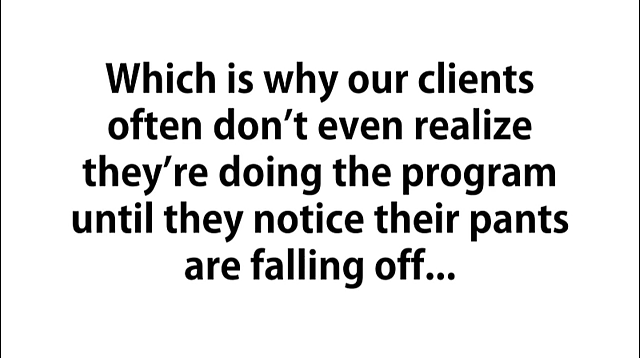 Which is why our clients
often don’t even realize
they’re doing the program
until they notice their pants
are falling off...